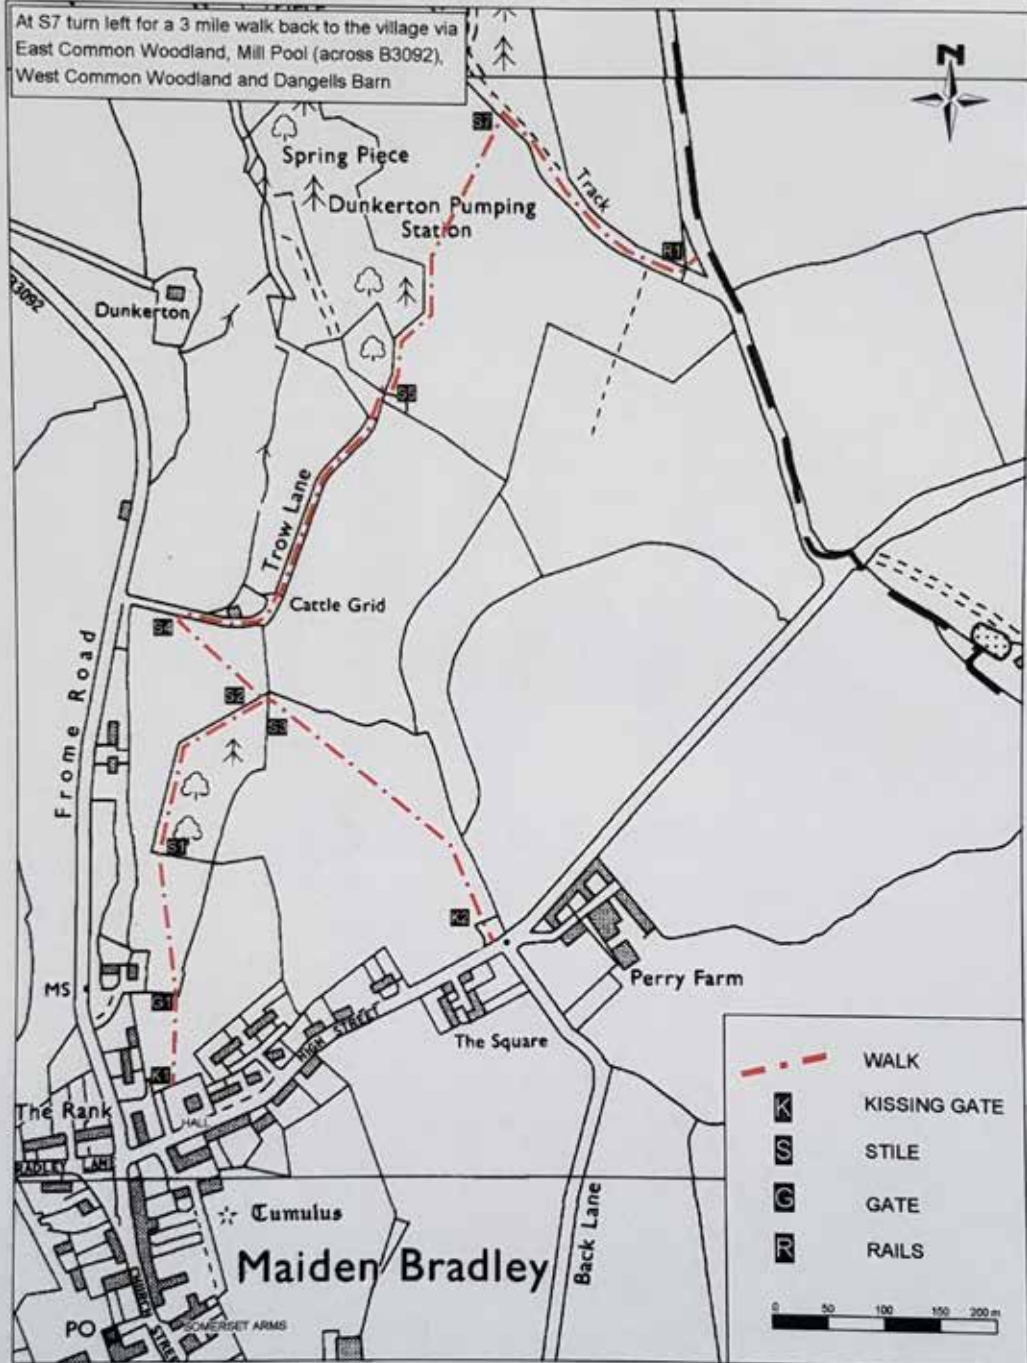 At S7 turn left for a 3 mile walk back to the village via
East Common Woodland, Mill Pool (across B3092),
West Common Woodland and Dangells Barn
N
S7
Spring Piece
Dunkerton Pumping
Station
Track
R1
B3092
Dunkerton
S5
Trow Lane
Cattle Grid
S4
Frome Road
S2
S3
S1
K2
MS
G1
Perry Farm
HIGH STREET
The Square
K1
The Rank
HALL
BRADLEY LANE
Tumulus
Maiden Bradley
Back Lane
CHURCH STREET
PO
SOMERSET ARMS
WALK
K KISSING GATE
S STILE
G GATE
R RAILS
0 50 100 150 200 m